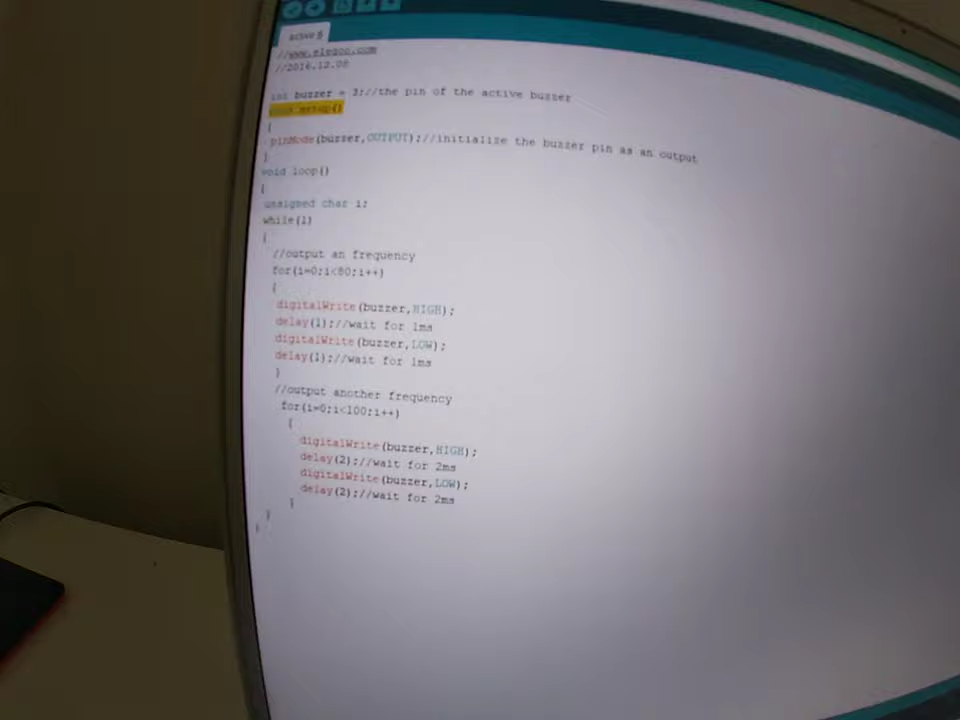 active §
//www.elegoo.com
//2016.12.08
int buzzer = 3;//the pin of the active buzzer
void setup()
{
pinMode(buzzer,OUTPUT);//initialize the buzzer pin as an output
}
void loop()
{
unsigned char i;
while(1)
{
//output an frequency
for(i=0;i<80;i++)
{
digitalWrite(buzzer,HIGH);
delay(1);//wait for 1ms
digitalWrite(buzzer,LOW);
delay(1);//wait for 1ms
}
//output another frequency
for(i=0;i<100;i++)
{
digitalWrite(buzzer,HIGH);
delay(2);//wait for 2ms
digitalWrite(buzzer,LOW);
delay(2);//wait for 2ms
}
}
}